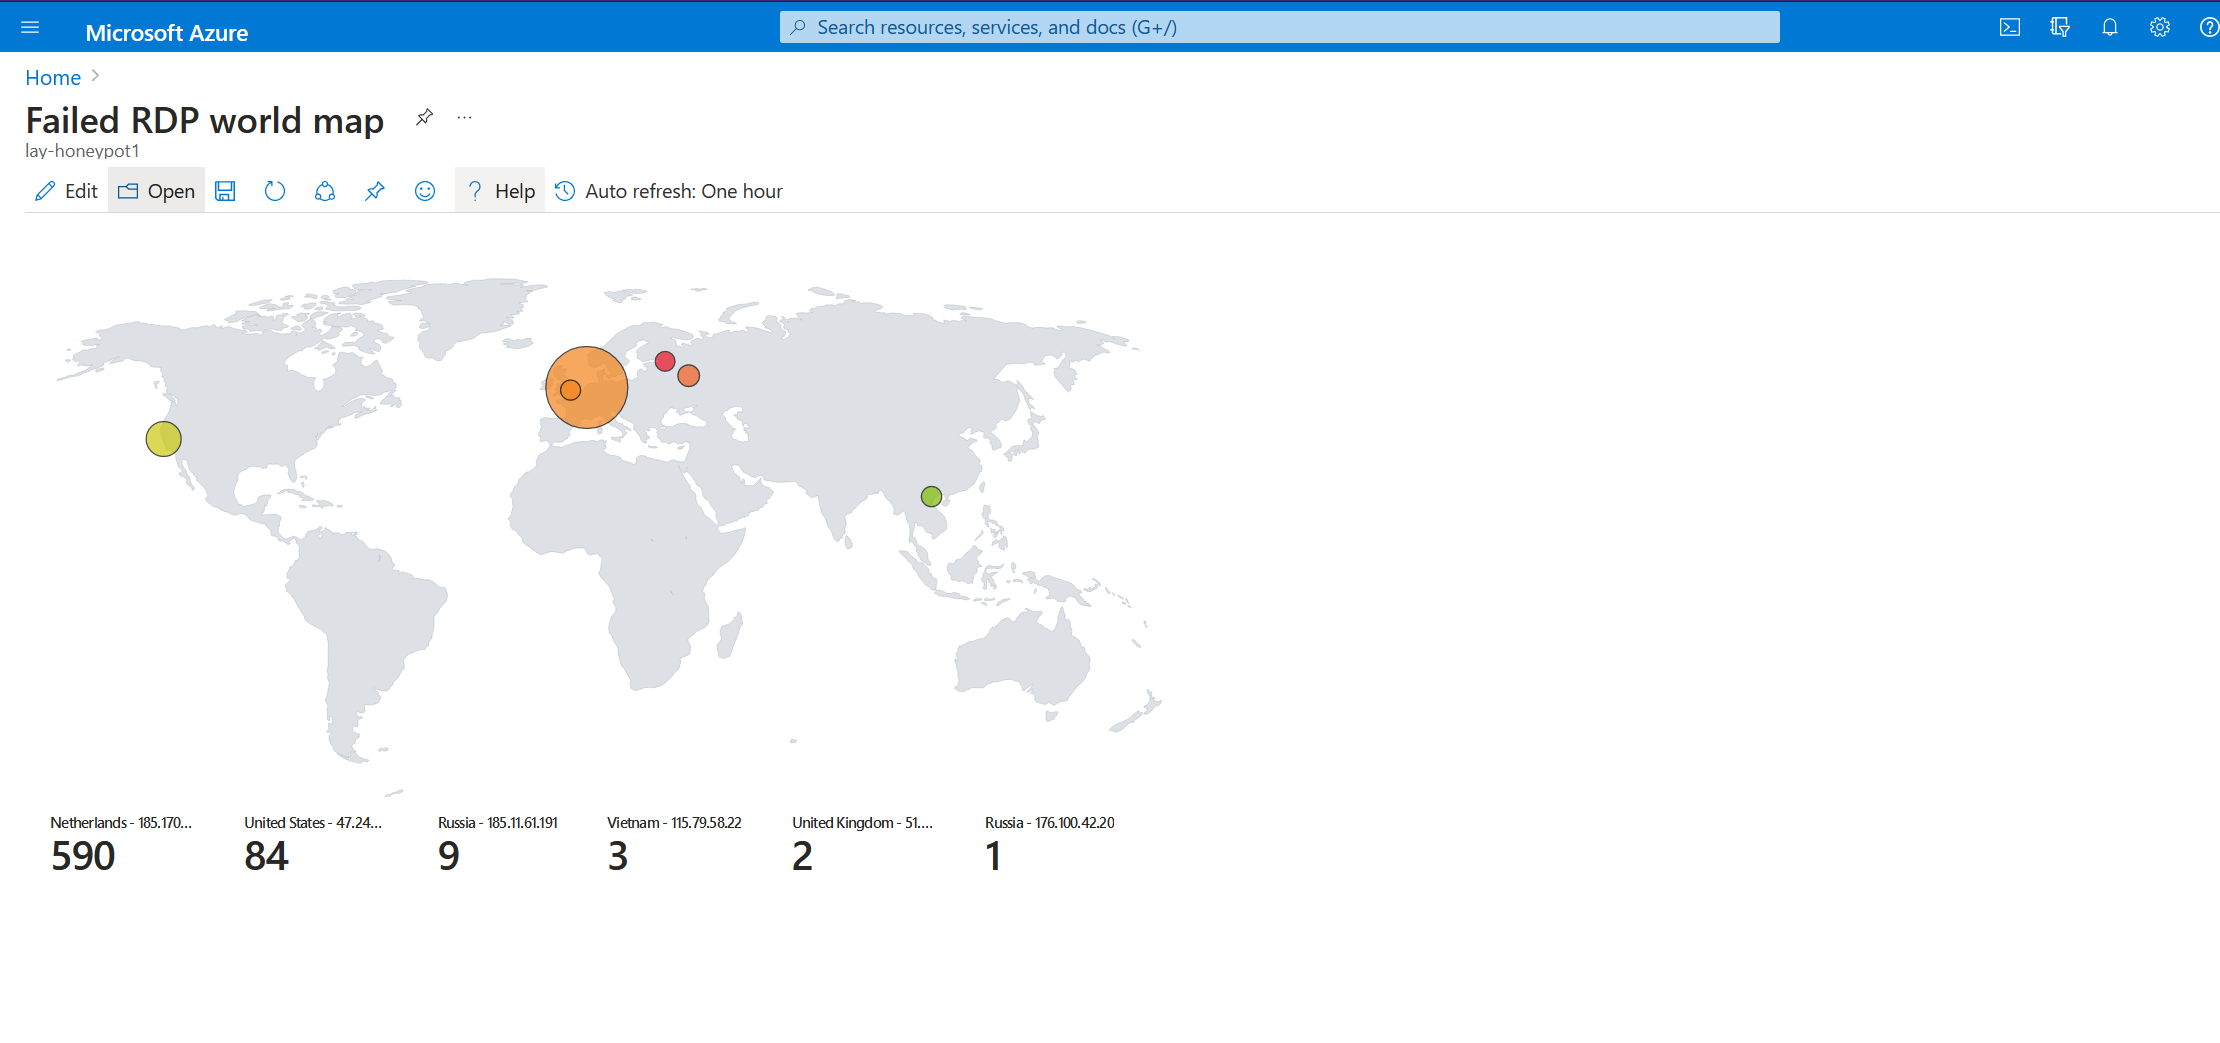 Microsoft Azure
Search resources, services, and docs (G+/)
Home
Failed RDP world map
lay-honeypot1
Edit
Open
Help
Auto refresh: One hour
Netherlands - 185.170...
590
United States - 47.24...
84
Russia - 185.11.61.191
9
Vietnam - 115.79.58.22
3
United Kingdom - 51....
2
Russia - 176.100.42.20
1